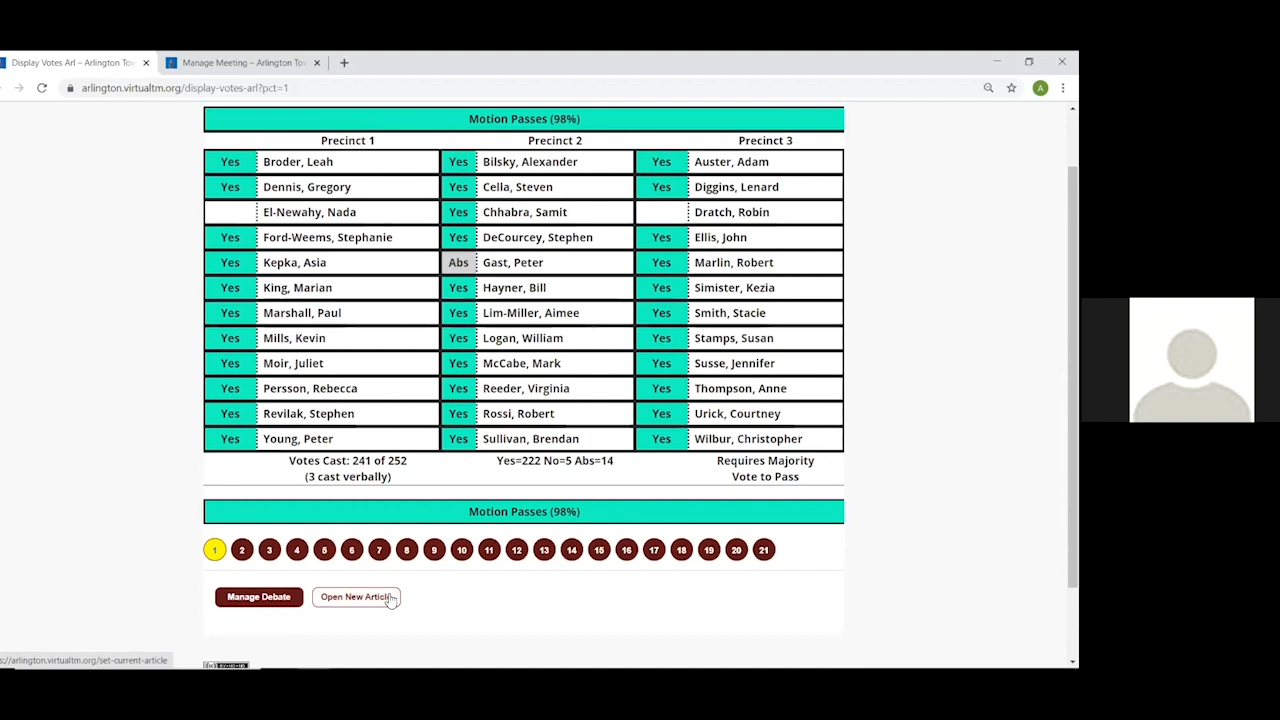 Display Votes Arl – Arlington Tov
Manage Meeting – Arlington Tov
arlington.virtualtm.org/display-votes-arl?pct=1
A
Motion Passes (98%)
Precinct 1 Precinct 2 Precinct 3
Yes Broder, Leah Yes Bilsky, Alexander Yes Auster, Adam
Yes Dennis, Gregory Yes Cella, Steven Yes Diggins, Lenard
El-Newahy, Nada Yes Chhabra, Samit Dratch, Robin
Yes Ford-Weems, Stephanie Yes DeCourcey, Stephen Yes Ellis, John
Yes Kepka, Asia Abs Gast, Peter Yes Marlin, Robert
Yes King, Marian Yes Hayner, Bill Yes Simister, Kezia
Yes Marshall, Paul Yes Lim-Miller, Aimee Yes Smith, Stacie
Yes Mills, Kevin Yes Logan, William Yes Stamps, Susan
Yes Moir, Juliet Yes McCabe, Mark Yes Susse, Jennifer
Yes Persson, Rebecca Yes Reeder, Virginia Yes Thompson, Anne
Yes Revilak, Stephen Yes Rossi, Robert Yes Urick, Courtney
Yes Young, Peter Yes Sullivan, Brendan Yes Wilbur, Christopher
Votes Cast: 241 of 252 Yes=222 No=5 Abs=14 Requires Majority
(3 cast verbally) Vote to Pass
Motion Passes (98%)
1 2 3 4 5 6 7 8 9 10 11 12 13 14 15 16 17 18 19 20 21
Manage Debate Open New Article
s://arlington.virtualtm.org/set-current-article